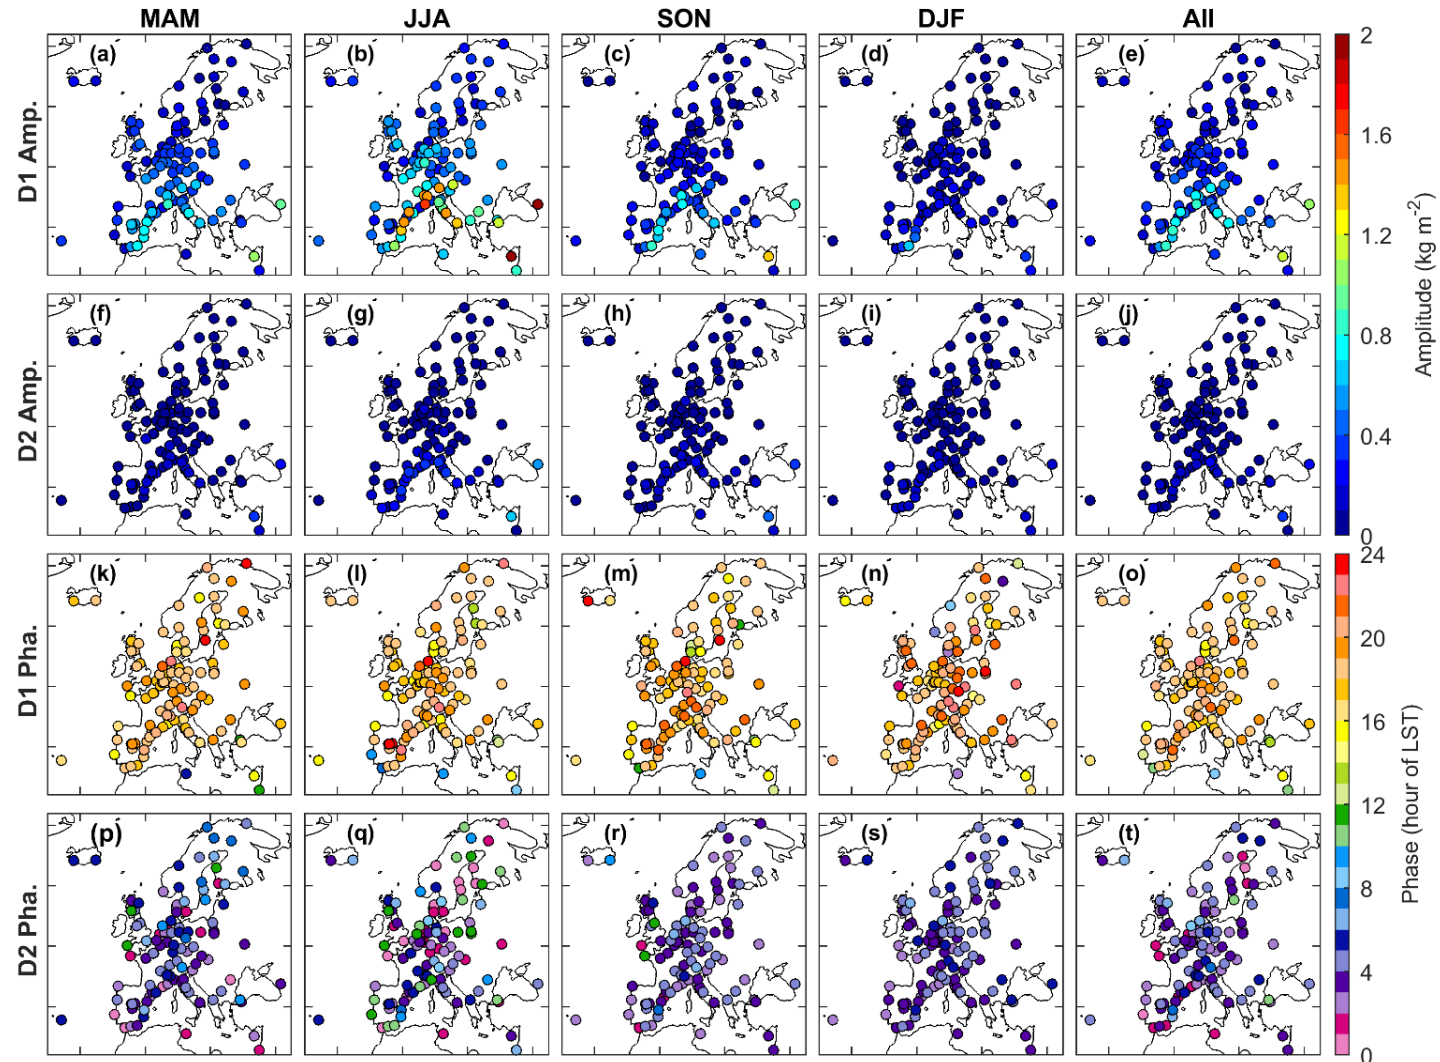 MAM JJA SON DJF All
D1 Amp. (a) (b) (c) (d) (e)
D2 Amp. (f) (g) (h) (i) (j)
D1 Pha. (k) (l) (m) (n) (o)
D2 Pha. (p) (q) (r) (s) (t)
2
1.6
1.2
0.8
0.4
0
Amplitude (kg m-2)
24
20
16
12
8
4
0
Phase (hour of LST)